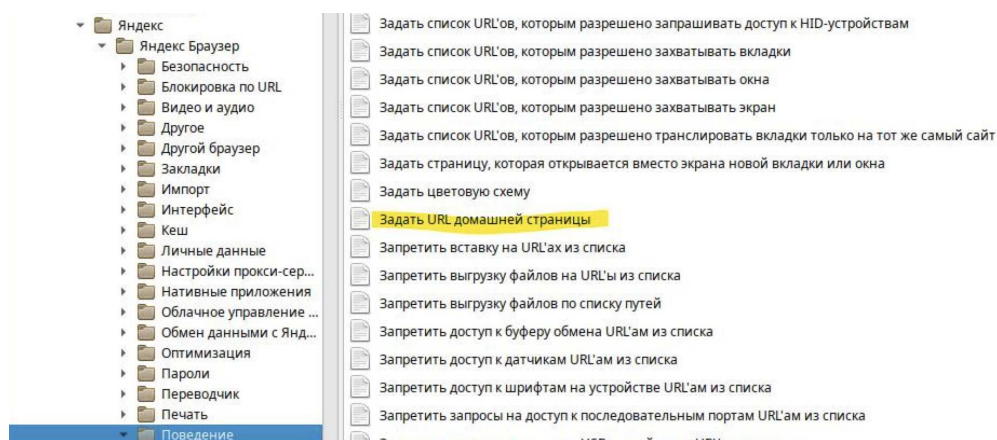 Яндекс
Яндекс Браузер
Безопасность
Блокировка по URL
Видео и аудио
Другое
Другой браузер
Закладки
Импорт
Интерфейс
Кеш
Личные данные
Настройки прокси-сер...
Нативные приложения
Облачное управление ...
Обмен данными с Янд...
Оптимизация
Пароли
Переводчик
Печать
Поведение
Задать список URL'ов, которым разрешено запрашивать доступ к HID-устройствам
Задать список URL'ов, которым разрешено захватывать вкладки
Задать список URL'ов, которым разрешено захватывать окна
Задать список URL'ов, которым разрешено захватывать экран
Задать список URL'ов, которым разрешено транслировать вкладки только на тот же самый сайт
Задать страницу, которая открывается вместо экрана новой вкладки или окна
Задать цветовую схему
Задать URL домашней страницы
Запретить вставку на URL'ах из списка
Запретить выгрузку файлов на URL'ы из списка
Запретить выгрузку файлов по списку путей
Запретить доступ к буферу обмена URL'ам из списка
Запретить доступ к датчикам URL'ам из списка
Запретить доступ к шрифтам на устройстве URL'ам из списка
Запретить запросы на доступ к последовательным портам URL'ам из списка